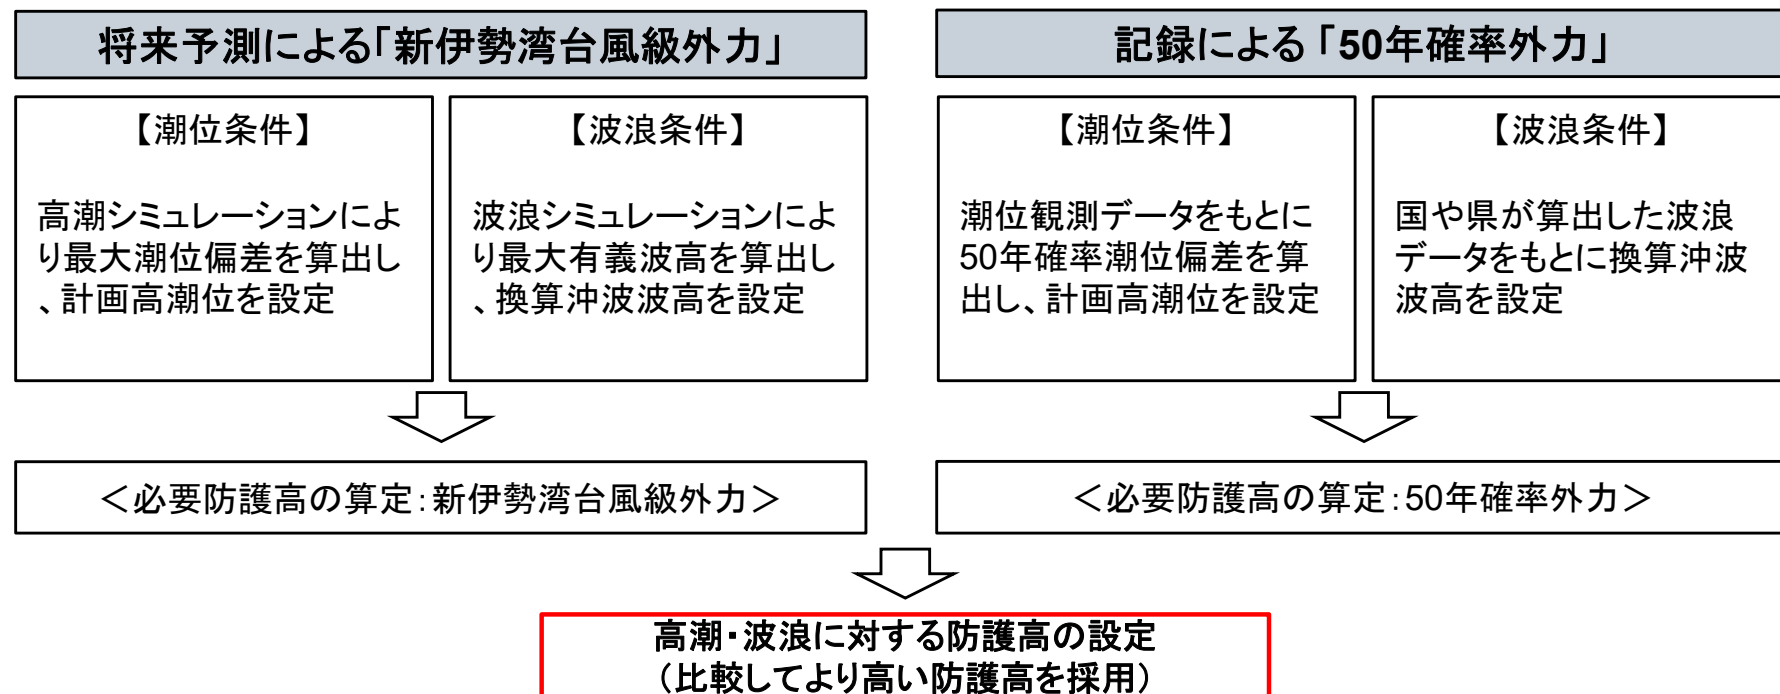 将来予測による「新伊勢湾台風級外力」
【潮位条件】
高潮シミュレーションによ
り最大潮位偏差を算出し
、計画高潮位を設定
【波浪条件】
波浪シミュレーションによ
り最大有義波高を算出し
、換算沖波波高を設定
＜必要防護高の算定：新伊勢湾台風級外力＞
記録による「50年確率外力」
【潮位条件】
潮位観測データをもとに
50年確率潮位偏差を算
出し、計画高潮位を設定
【波浪条件】
国や県が算出した波浪
データをもとに換算沖波
波高を設定
＜必要防護高の算定：50年確率外力＞
高潮・波浪に対する防護高の設定
（比較してより高い防護高を採用）